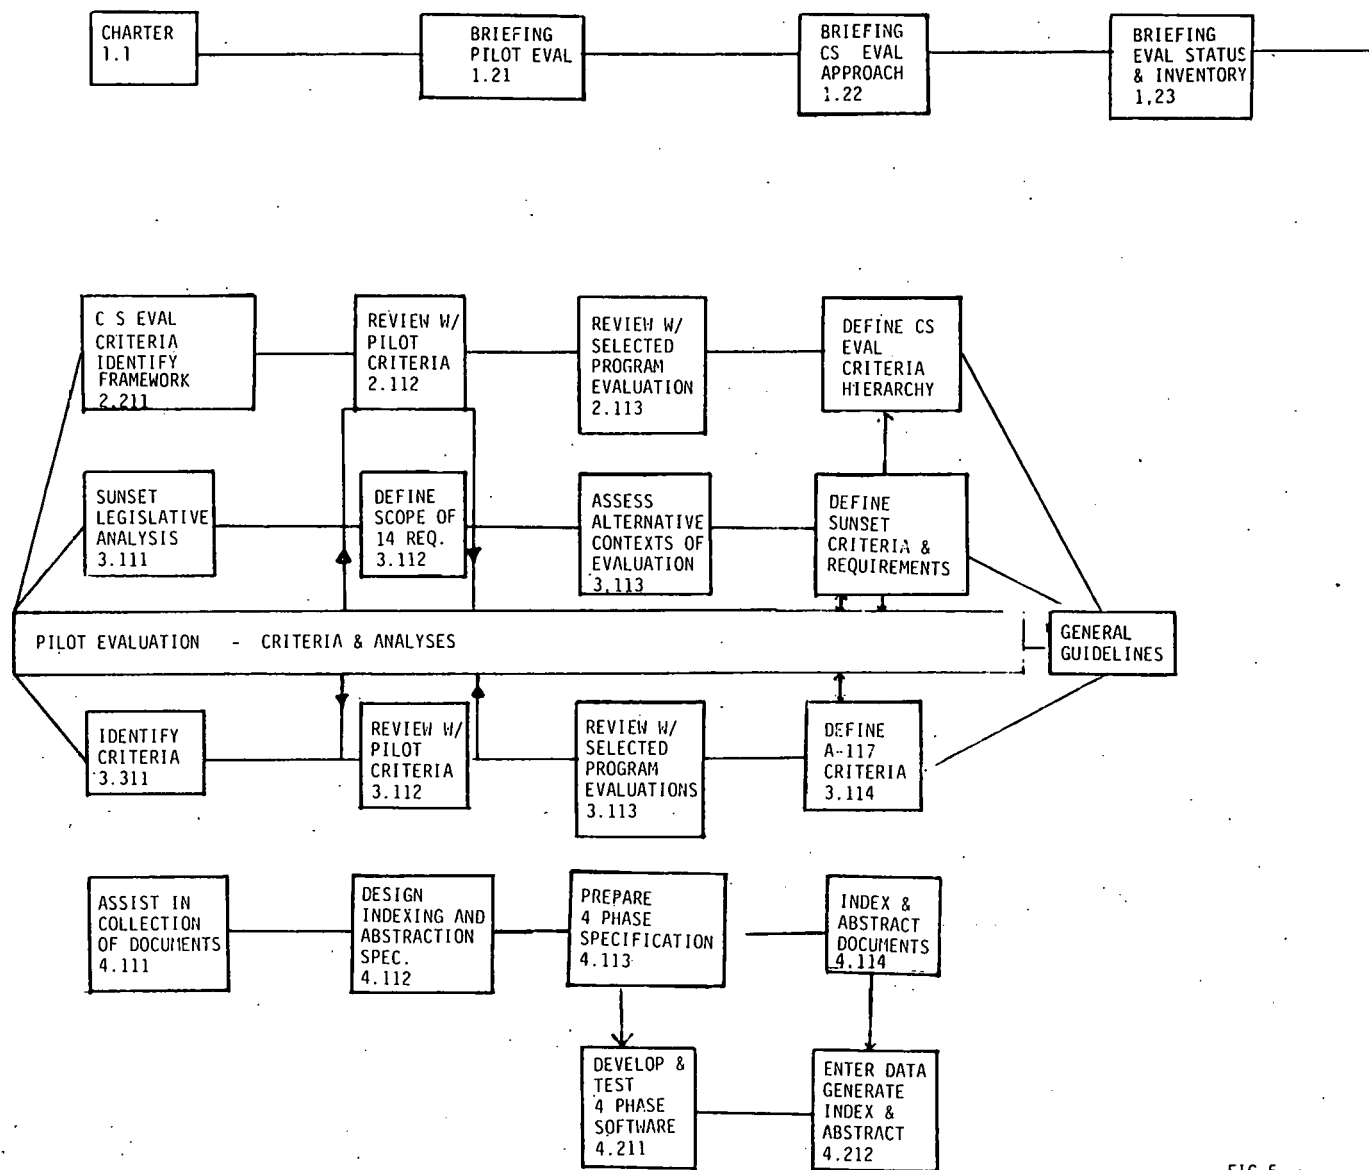 CHARTER
1.1
BRIEFING
PILOT EVAL
1.21
BRIEFING
CS EVAL
APPROACH
1.22
BRIEFING
EVAL STATUS
& INVENTORY
1,23
C S EVAL
CRITERIA
IDENTIFY
FRAMEWORK
2.211
REVIEW W/
PILOT
CRITERIA
2.112
REVIEW W/
SELECTED
PROGRAM
EVALUATION
2.113
DEFINE CS
EVAL
CRITERIA
HIERARCHY
SUNSET
LEGISLATIVE
ANALYSIS
3.111
DEFINE
SCOPE OF
14 REQ.
3.112
ASSESS
ALTERNATIVE
CONTEXTS OF
EVALUATION
3,113
DEFINE
SUNSET
CRITERIA &
REQUIREMENTS
PILOT EVALUATION - CRITERIA & ANALYSES
GENERAL
GUIDELINES
IDENTIFY
CRITERIA
3.311
REVIEW W/
PILOT
CRITERIA
3.112
REVIEW W/
SELECTED
PROGRAM
EVALUATIONS
3.113
DEFINE
A-117
CRITERIA
3.114
ASSIST IN
COLLECTION
OF DOCUMENTS
4.111
DESIGN
INDEXING AND
ABSTRACTION
SPEC.
4.112
PREPARE
4 PHASE
SPECIFICATION
4.113
INDEX &
ABSTRACT
DOCUMENTS
4.114
DEVELOP &
TEST
4 PHASE
SOFTWARE
4.211
ENTER DATA
GENERATE
INDEX &
ABSTRACT
4.212
FIG 5